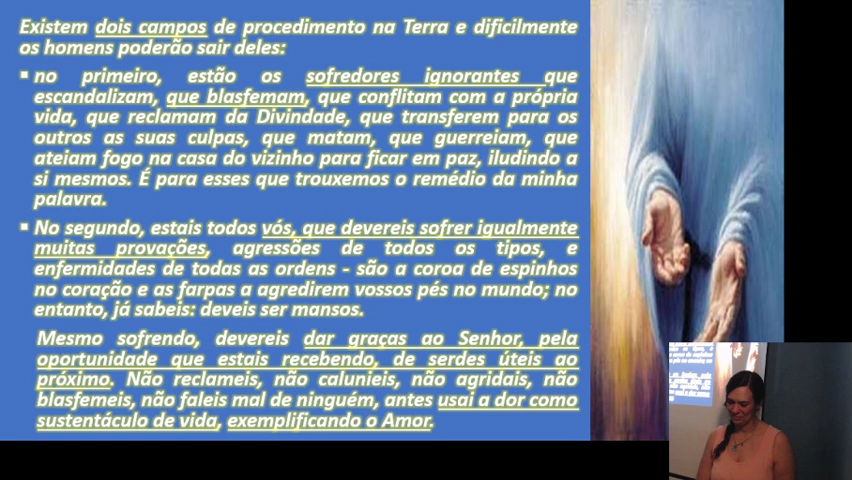 Existem dois campos de procedimento na Terra e dificilmente
os homens poderão sair deles:
▪ no primeiro, estão os sofredores ignorantes que
escandalizam, que blasfemam, que conflitam com a própria
vida, que reclamam da Divindade, que transferem para os
outros as suas culpas, que matam, que guerreiam, que
ateiam fogo na casa do vizinho para ficar em paz, iludindo a
si mesmos. É para esses que trouxemos o remédio da minha
palavra.
▪ No segundo, estais todos vós, que devereis sofrer igualmente
muitas provações, agressões de todos os tipos, e
enfermidades de todas as ordens - são a coroa de espinhos
no coração e as farpas a agredirem vossos pés no mundo; no
entanto, já sabeis: deveis ser mansos.
Mesmo sofrendo, devereis dar graças ao Senhor, pela
oportunidade que estais recebendo, de serdes úteis ao
próximo. Não reclameis, não calunieis, não agridais, não
blasfemeis, não faleis mal de ninguém, antes usai a dor como
sustentáculo de vida, exemplificando o Amor.